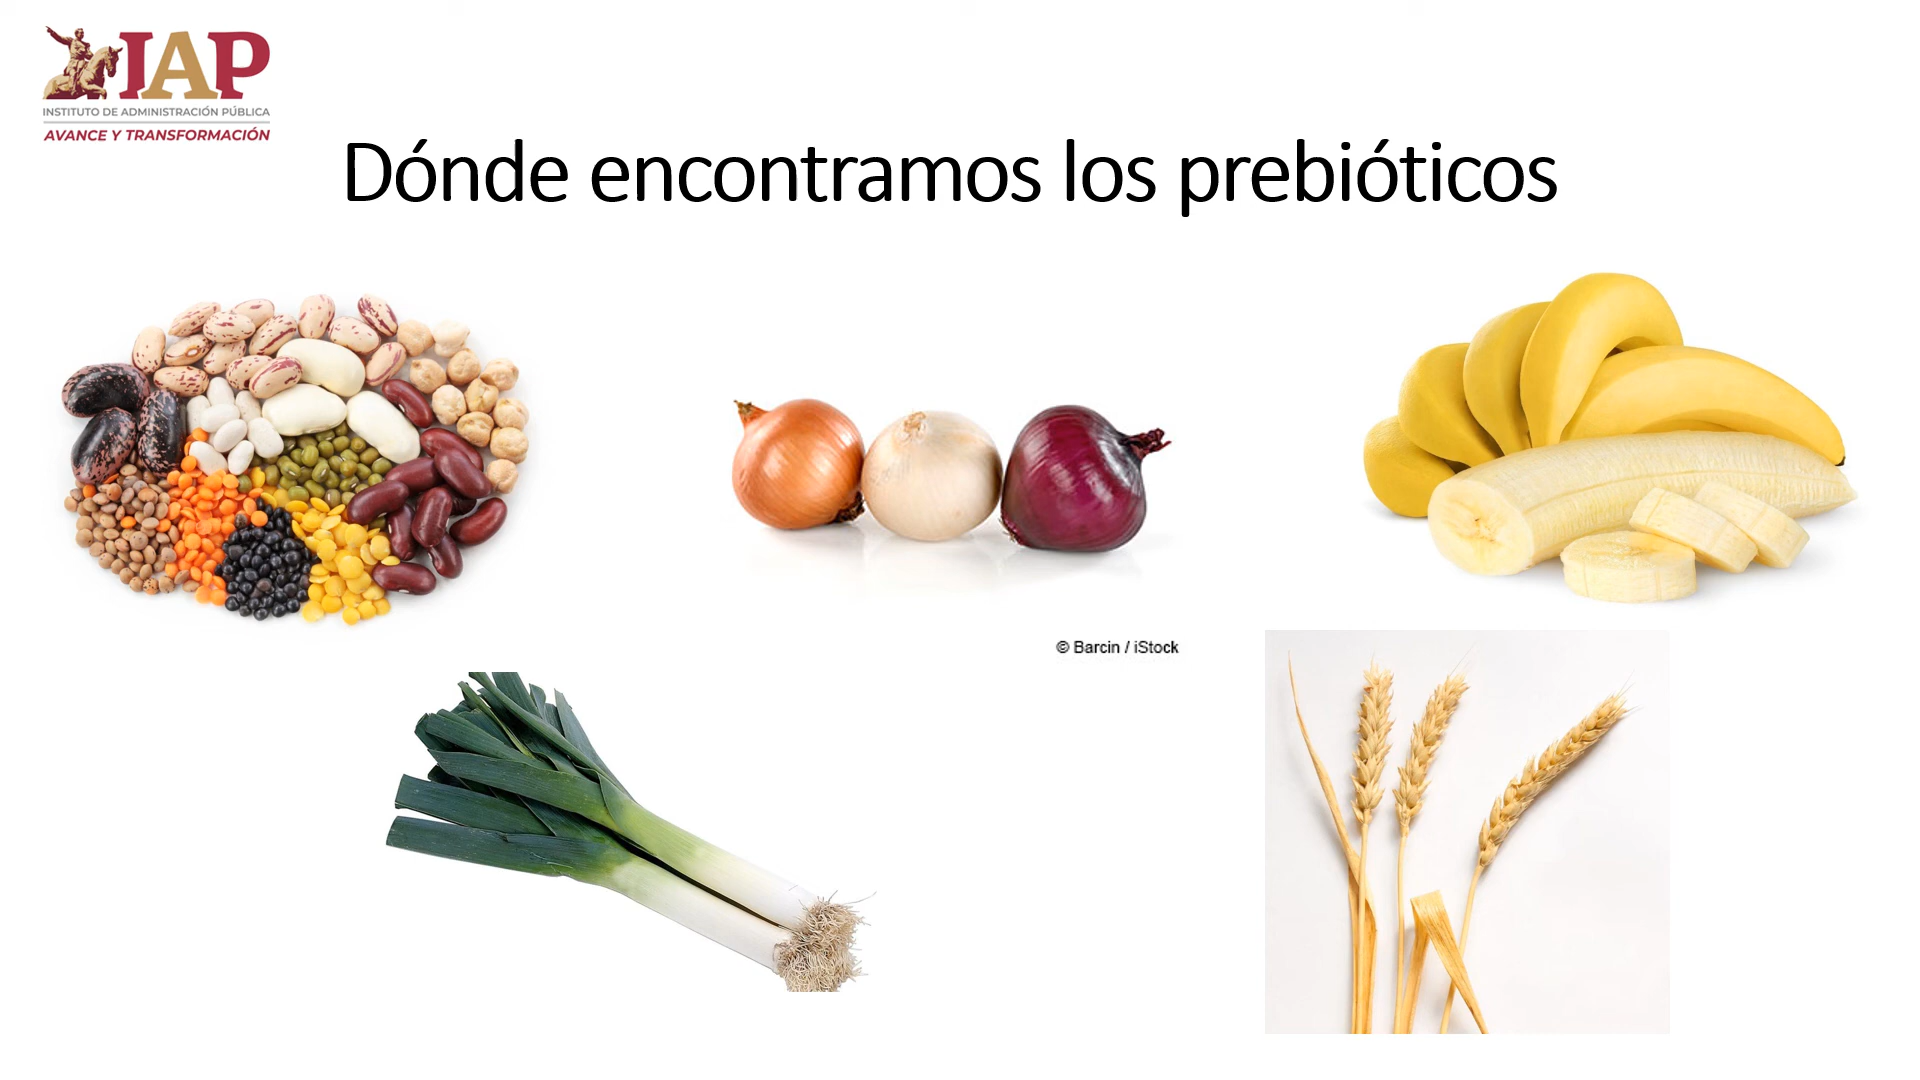 IAP
INSTITUTO DE ADMINISTRACIÓN PÚBLICA
AVANCE Y TRANSFORMACIÓN
Dónde encontramos los prebióticos
© Barcin / iStock